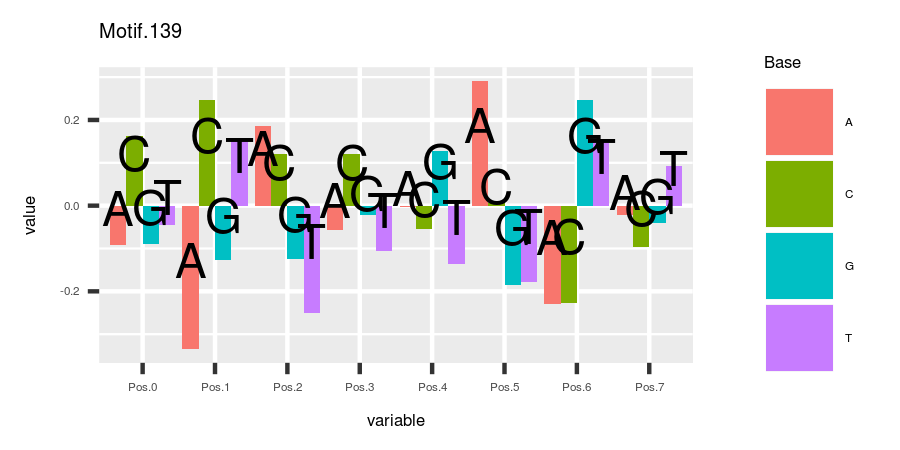 Motif.139
value
0.2
0.0
-0.2
A C G T A C G T A C G T A C G T A C G T A C G T A C G T A C G T
Pos.0 Pos.1 Pos.2 Pos.3 Pos.4 Pos.5 Pos.6 Pos.7
variable
Base
A
C
G
T